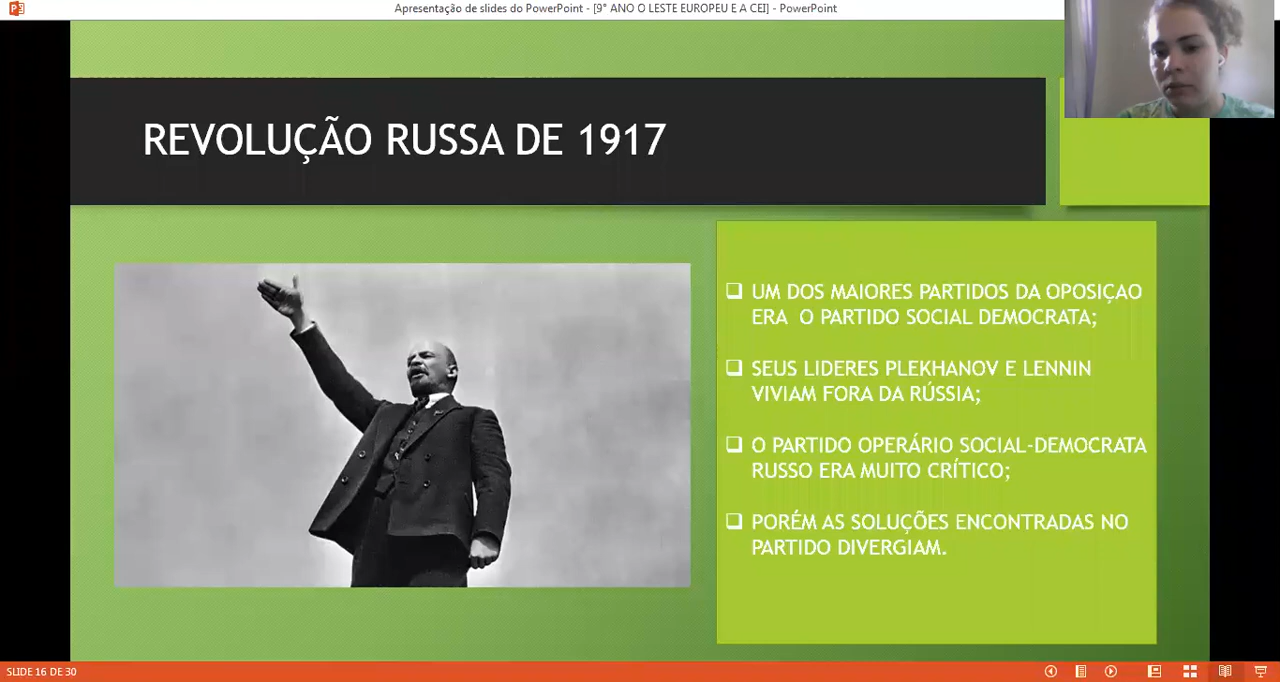 Apresentação de slides do PowerPoint - [9° ANO O LESTE EUROPEU E A CEI] - PowerPoint
REVOLUÇÃO RUSSA DE 1917
UM DOS MAIORES PARTIDOS DA OPOSIÇAO
ERA O PARTIDO SOCIAL DEMOCRATA;
SEUS LIDERES PLEKHANOV E LENNIN
VIVIAM FORA DA RÚSSIA;
O PARTIDO OPERÁRIO SOCIAL-DEMOCRATA
RUSSO ERA MUITO CRÍTICO;
PORÉM AS SOLUÇÕES ENCONTRADAS NO
PARTIDO DIVERGIAM.
SLIDE 16 DE 30